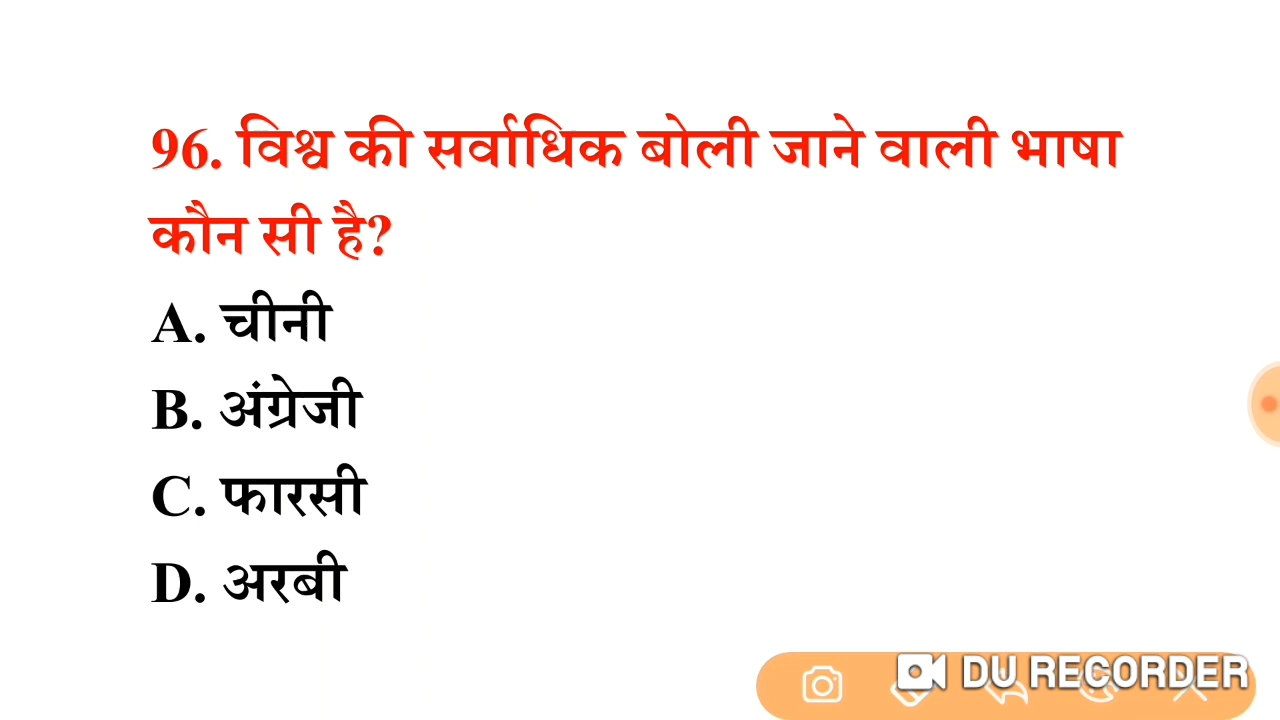 96. विश्व की सर्वाधिक बोली जाने वाली भाषा
कौन सी है?
A. चीनी
B. अंग्रेजी
C. फारसी
D. अरबी
DU RECORDER